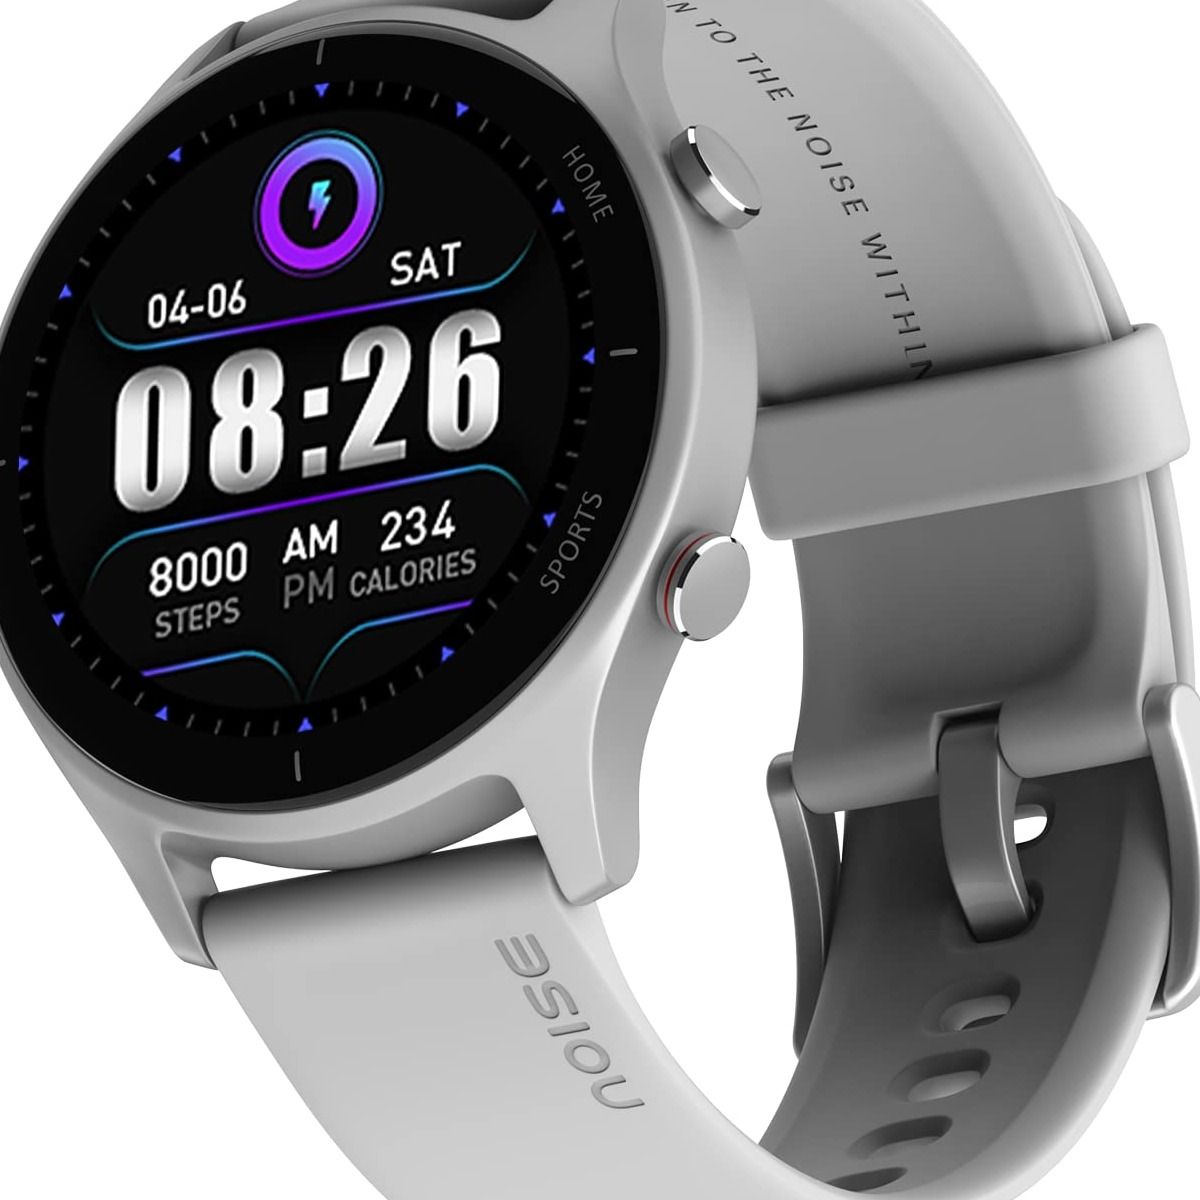 N TO THE NOISE WITHIN
HOME
04-06 SAT
08:26
8000 AM 234
STEPS PM CALORIES
SPORTS
noise